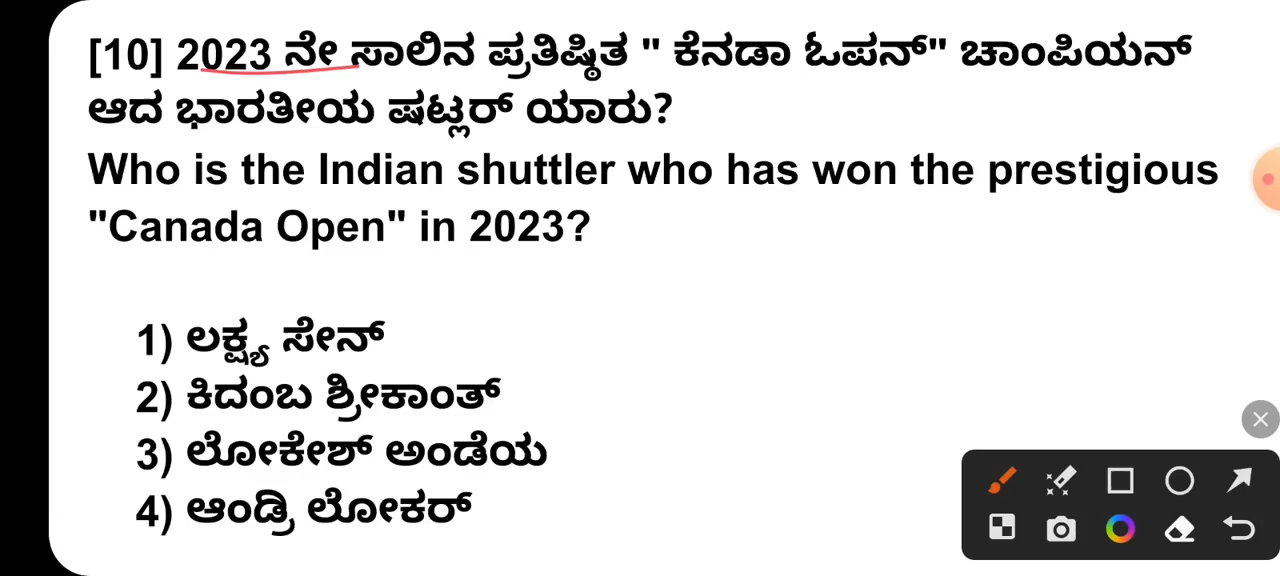 [10] 2023 ನೇ ಸಾಲಿನ ಪ್ರತಿಷ್ಠಿತ " ಕೆನಡಾ ಓಪನ್" ಚಾಂಪಿಯನ್
ಆದ ಭಾರತೀಯ ಷಟ್ಲರ್ ಯಾರು?
Who is the Indian shuttler who has won the prestigious
"Canada Open" in 2023?
1) ಲಕ್ಷ್ಯ ಸೇನ್
2) ಕಿದಂಬ ಶ್ರೀಕಾಂತ್
3) ಲೋಕೇಶ್ ಅಂಡೆಯ
4) ಆಂಡ್ರಿ ಲೋಕರ್